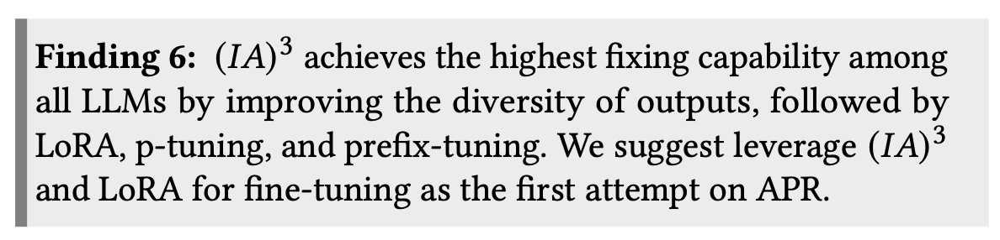 Finding 6: (IA)³ achieves the highest fixing capability among
all LLMs by improving the diversity of outputs, followed by
LoRA, p-tuning, and prefix-tuning. We suggest leverage (IA)³
and LoRA for fine-tuning as the first attempt on APR.